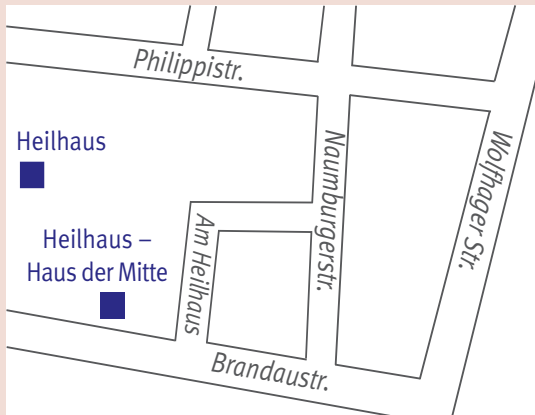 Philippistr.
Heilhaus
Naumburgerstr.
Wolfhager Str.
Am Heilhaus
Heilhaus –
Haus der Mitte
Brandaustr.